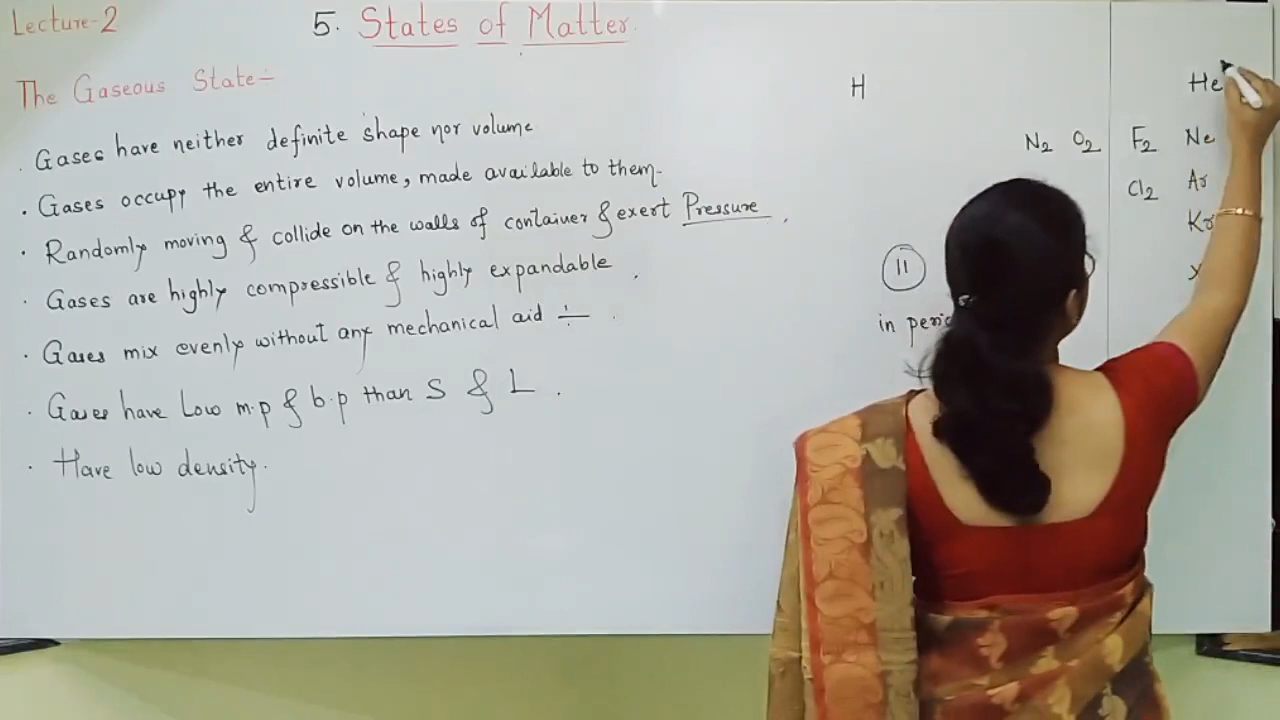 Lecture-2
5. States of Matter
The Gaseous State÷
. Gases have neither definite shape nor volume
. Gases occupy the entire volume, made available to them.
. Randomly moving & collide on the walls of container & exert Pressure.
. Gases are highly compressible & highly expandable.
. Gases mix evenly without any mechanical aid ÷.
. Gases have Low m.p & b.p than S & L.
. Have low density.
H He
N₂ O₂ F₂ Ne
Cl₂ Ar
Kr
X
11
in